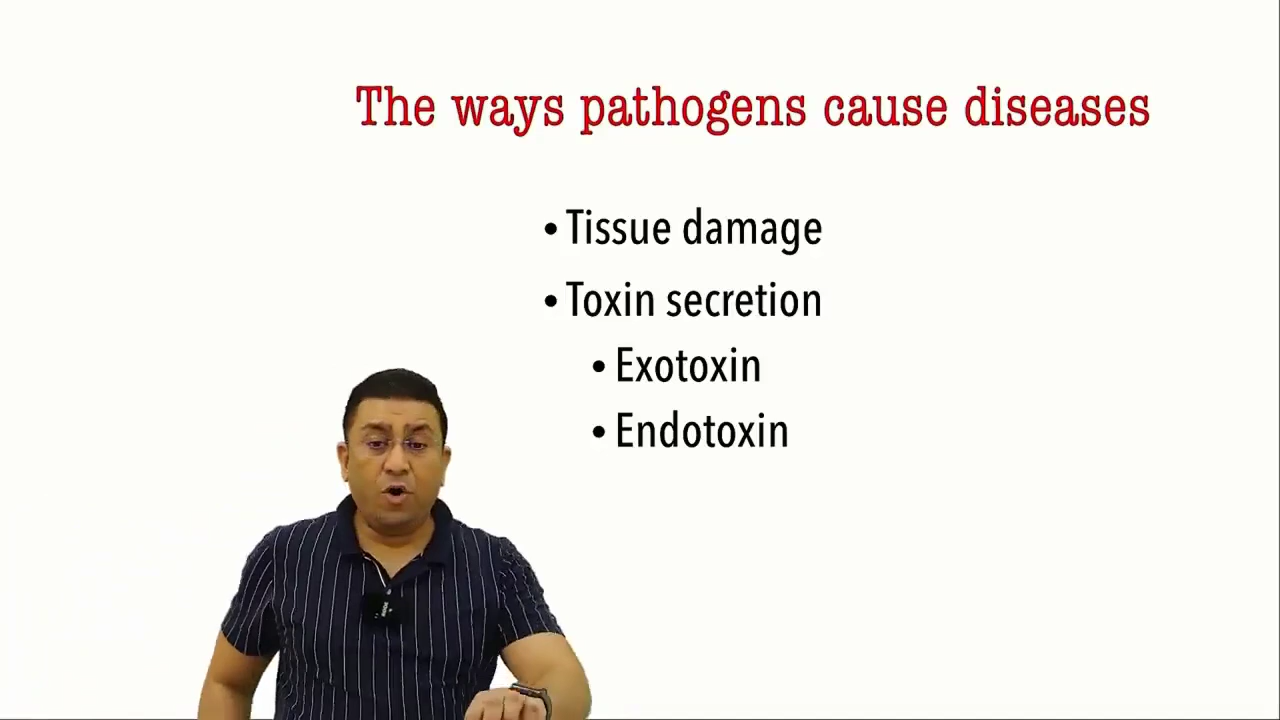 The ways pathogens cause diseases
• Tissue damage
• Toxin secretion
• Exotoxin
• Endotoxin